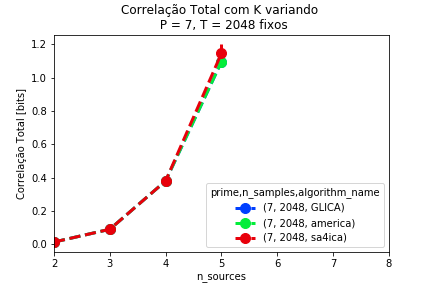 Correlação Total com K variando
P = 7, T = 2048 fixos
Correlação Total [bits]
1.2
1.0
0.8
0.6
0.4
0.2
0.0
prime,n_samples,algorithm_name
(7, 2048, GLICA)
(7, 2048, america)
(7, 2048, sa4ica)
2 3 4 5 6 7 8
n_sources